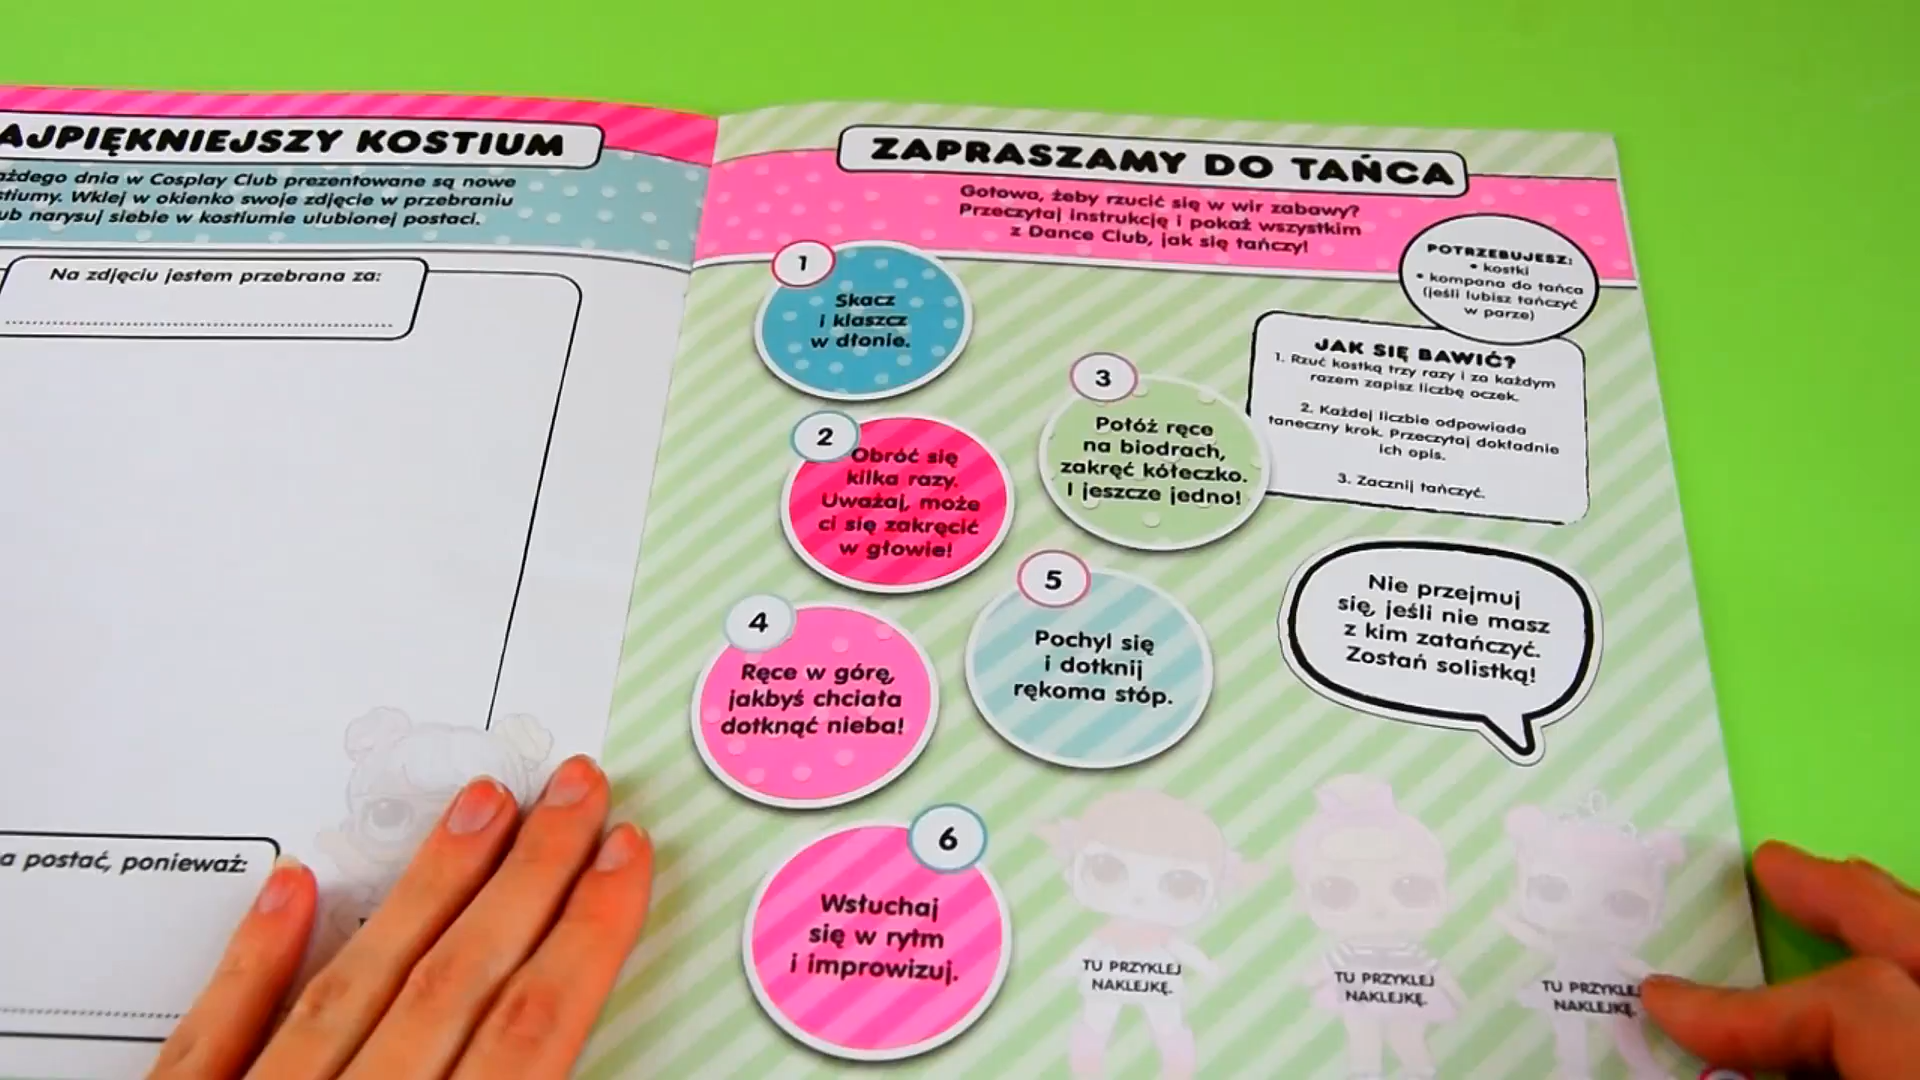 KOSTIUM
dnia w Cosplay Club prezentowane są nowe
Wklej w okienko swoje zdjęcie w przebraniu
narysuj siebie w kostiumie ulubionej postaci.
Na zdjęciu jestem przebrana za:
postać, ponieważ:
ZAPRASZAMY DO TAŃCA
Gotowa, żeby rzucić się w wir zabawy?
Przeczytaj instrukcję i pokaż wszystkim
z Dance Club, jak się tańczy!
POTRZEBUJESZ:
• kostki
• kompana do tańca
(jeśli lubisz tańczyć
w parze)
1
Skacz
i klaszcz
w dłonie.
2
Obróć się
kilka razy.
Uważaj, może
ci się zakręcić
w głowie!
3
Połóż ręce
na biodrach,
zakręć kółeczko.
I jeszcze jedno!
JAK SIĘ BAWIĆ?
1. Rzuć kostką trzy razy i za każdym
razem zapisz liczbę oczek.
2. Każdej liczbie odpowiada
taneczny krok. Przeczytaj dokładnie
ich opis.
3. Zacznij tańczyć.
4
Ręce w górę,
jakbyś chciała
dotknąć nieba!
5
Pochyl się
i dotknij
rękoma stóp.
Nie przejmuj
się, jeśli nie masz
z kim zatańczyć.
Zostań solistką!
6
Wsłuchaj
się w rytm
i improwizuj.
TU PRZYKLEJ
NAKLEJKĘ.
TU PRZYKLEJ
NAKLEJKĘ.
TU PRZYKLEJ
NAKLEJKĘ.